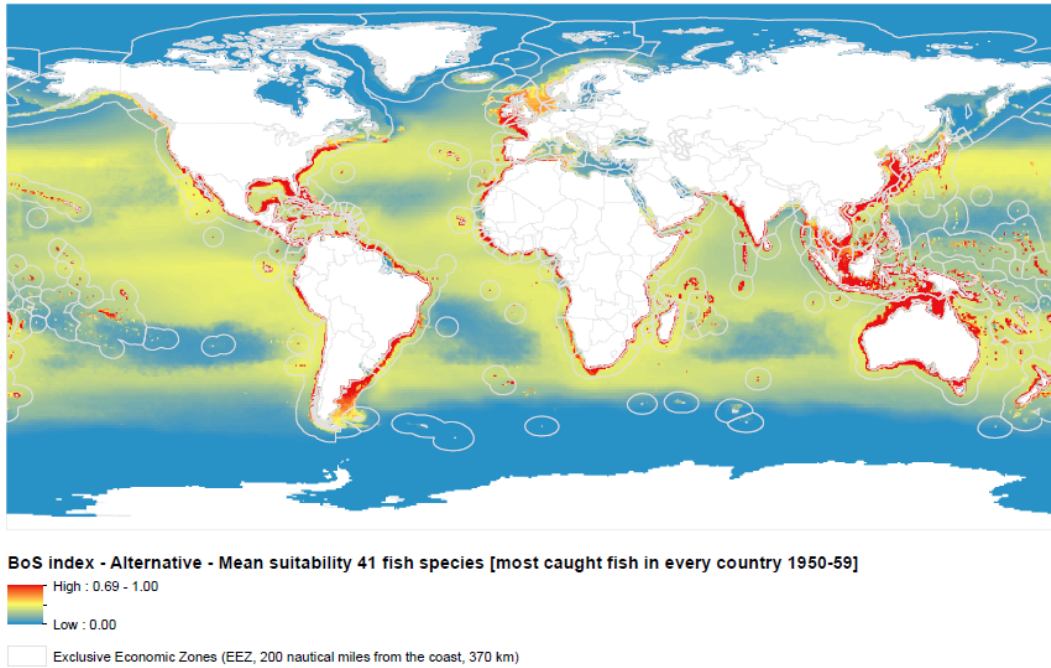 BoS index - Alternative - Mean suitability 41 fish species [most caught fish in every country 1950-59]
High : 0.69 - 1.00
Low : 0.00
Exclusive Economic Zones (EEZ, 200 nautical miles from the coast, 370 km)